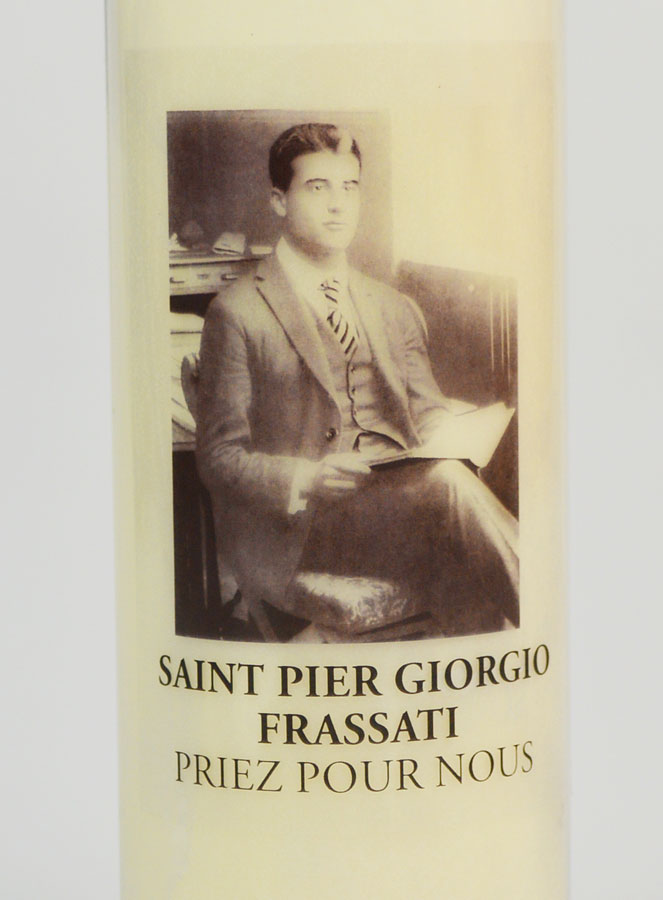 SAINT PIER GIORGIO
FRASSATI
PRIEZ POUR NOUS